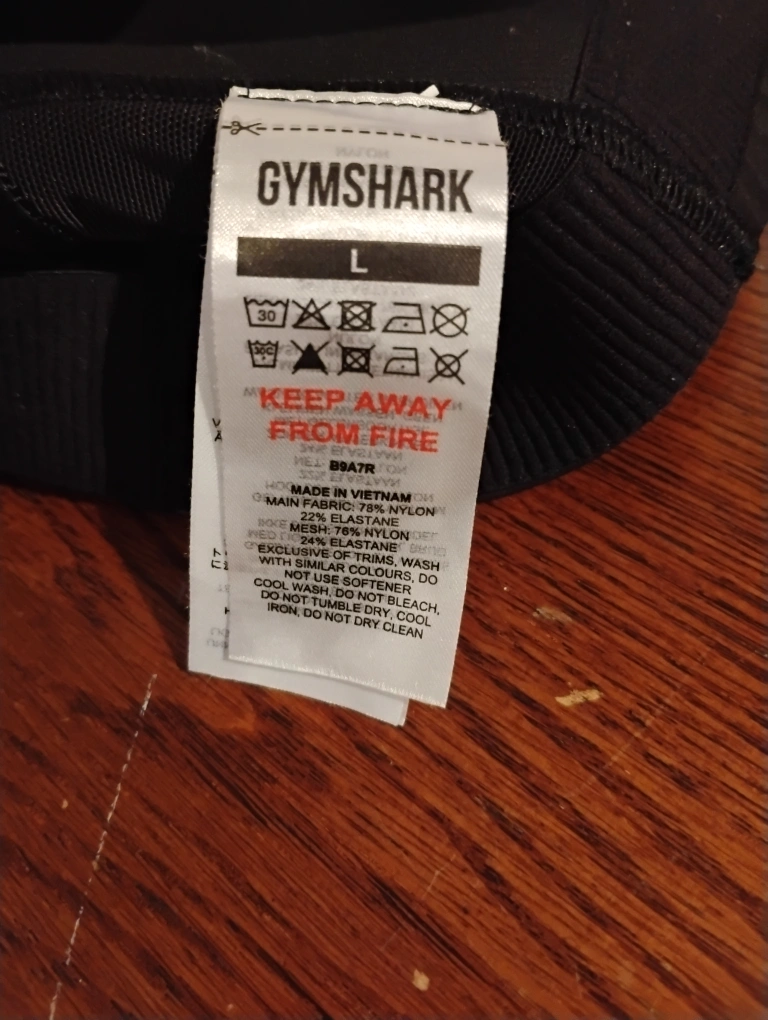 GYMSHARK
L
30
30C
KEEP AWAY
FROM FIRE
B9A7R
MADE IN VIETNAM
MAIN FABRIC: 78% NYLON
22% ELASTANE
MESH: 76% NYLON
24% ELASTANE
EXCLUSIVE OF TRIMS, WASH
WITH SIMILAR COLOURS, DO
NOT USE SOFTENER
COOL WASH, DO NOT BLEACH,
DO NOT TUMBLE DRY, COOL
IRON, DO NOT DRY CLEAN